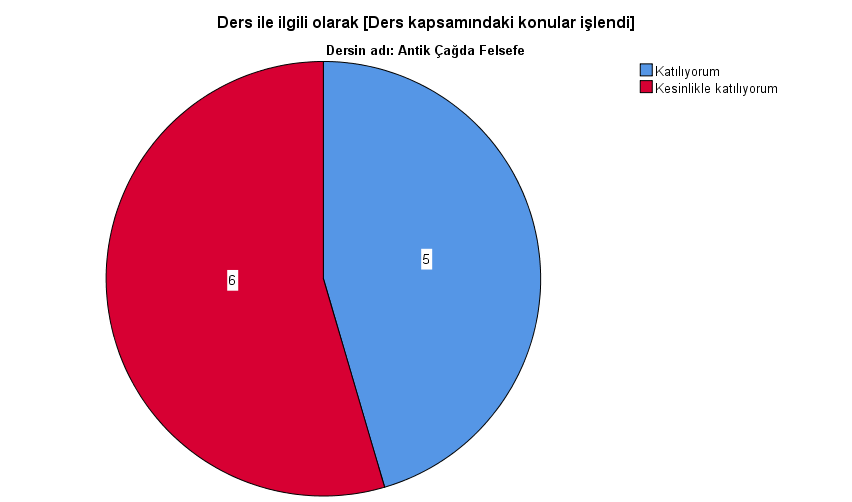 Ders ile ilgili olarak [Ders kapsamındaki konular işlendi]
Dersin adı: Antik Çağda Felsefe
Katılıyorum
Kesinlikle katılıyorum
5
6